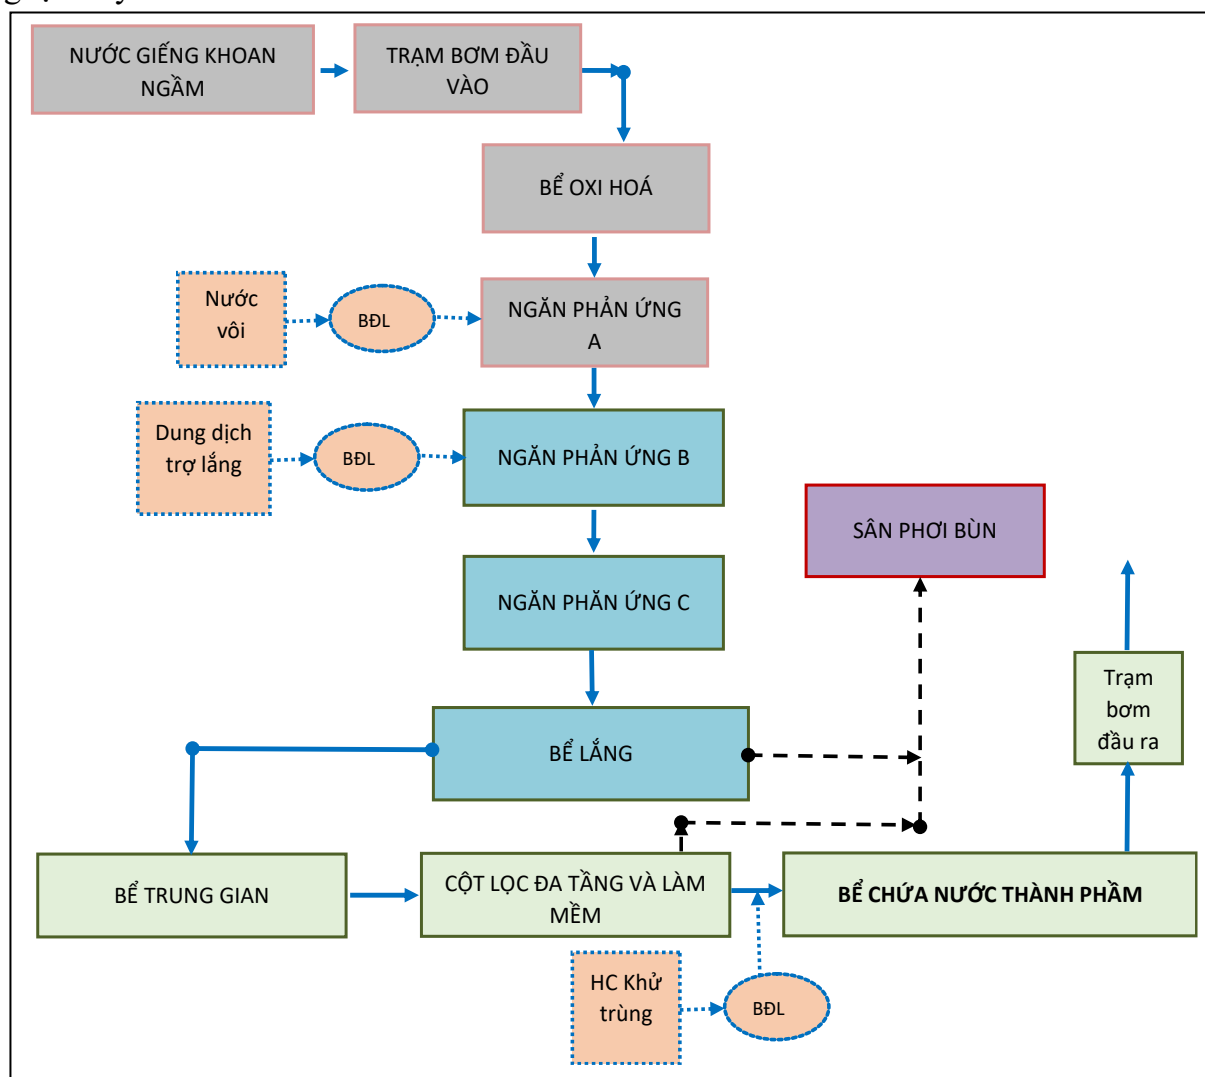 NƯỚC GIẾNG KHOAN
NGẦM
TRẠM BƠM ĐẦU
VÀO
BỂ OXI HOÁ
Nước
vôi
BĐL
NGĂN PHẢN ỨNG
A
Dung dịch
trợ lắng
BĐL
NGĂN PHẢN ỨNG B
SÂN PHƠI BÙN
NGĂN PHĂN ỨNG C
Trạm
bơm
đầu ra
BỂ LẮNG
BỂ TRUNG GIAN
CỘT LỌC ĐA TẦNG VÀ LÀM
MỀM
BỂ CHỨA NƯỚC THÀNH PHẦM
HC Khử
trùng
BĐL